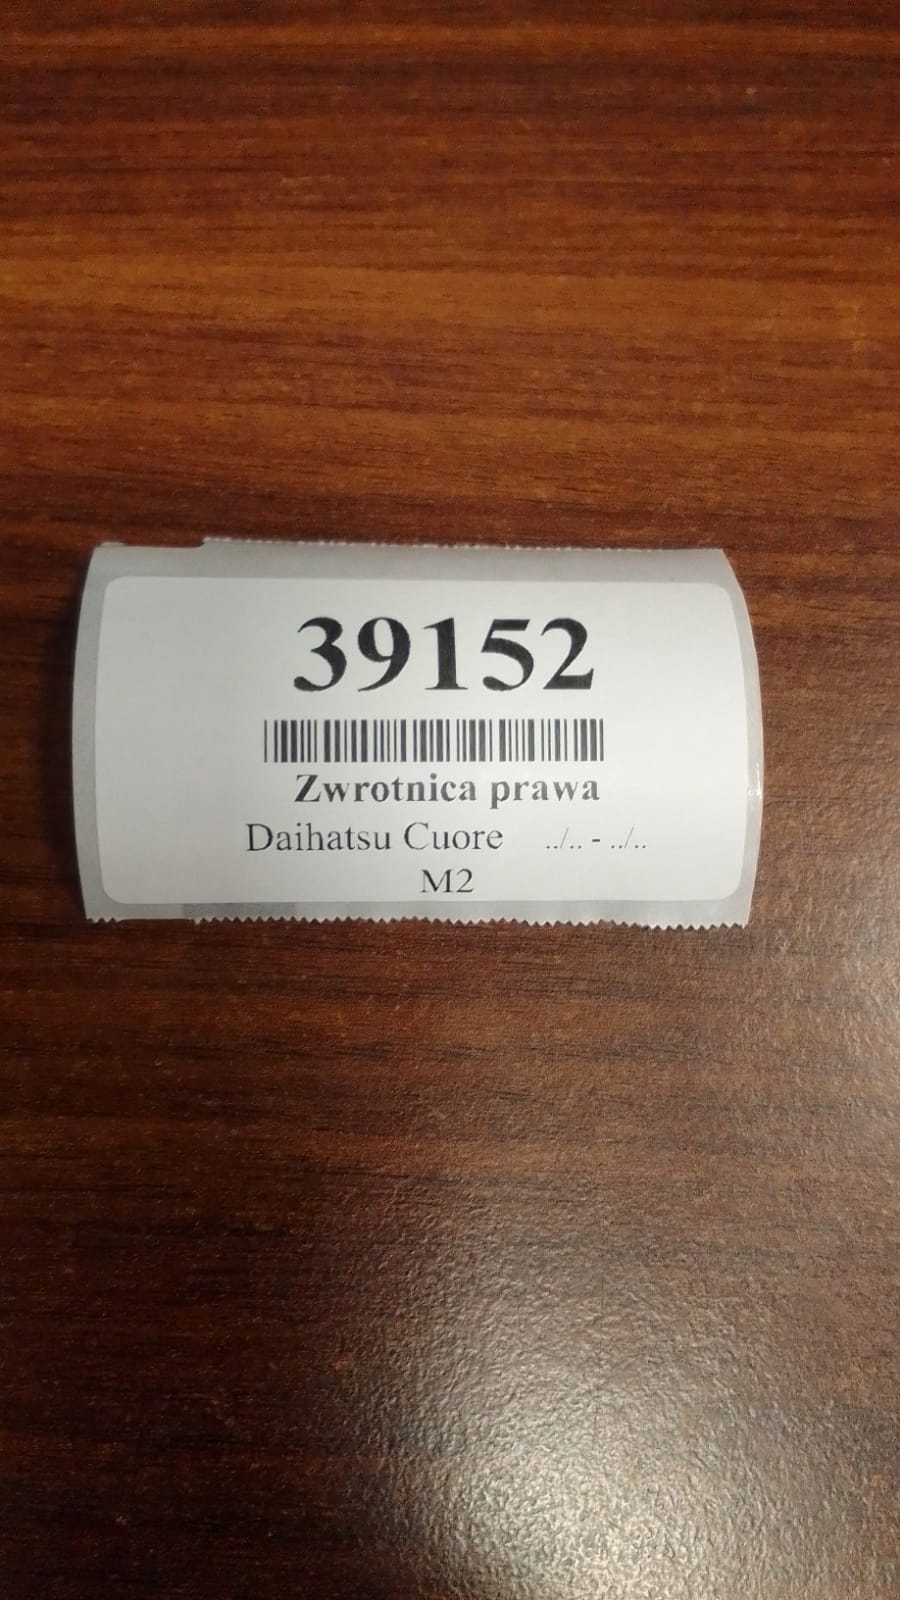 39152
Zwrotnica prawa
Daihatsu Cuore ../.. - ../..
M2